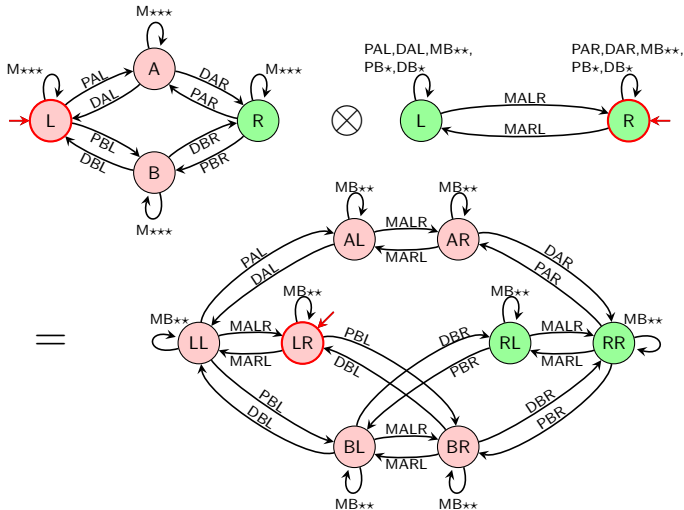 M⋆⋆⋆
M⋆⋆⋆ PAL A DAR M⋆⋆⋆
DAL PAR
L R
PBL DBR
DBL B PBR
M⋆⋆⋆
⊗
PAL,DAL,MB⋆⋆, PAR,DAR,MB⋆⋆,
PB⋆,DB⋆ PB⋆,DB⋆
L MALR R
MARL
MB⋆⋆ MB⋆⋆
AL MALR AR
MARL
PAL DAR
DAL PAR
=
MB⋆⋆ MB⋆⋆ MB⋆⋆ MB⋆⋆
LL MALR LR PBL DBR RL MALR RR
MARL DBL PBR MARL
PBL DBR
DBL PBR
BL MALR BR
MARL
MB⋆⋆ MB⋆⋆